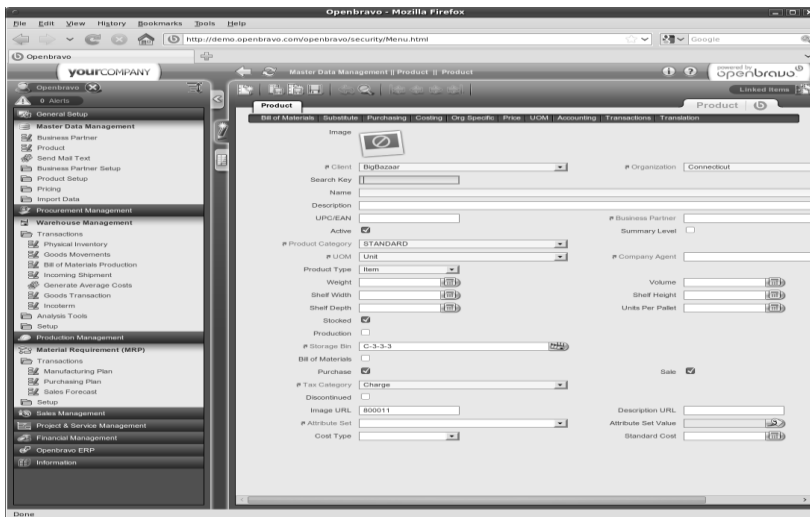 Openbravo - Mozilla Firefox
File Edit View History Bookmarks Tools Help
http://demo.openbravo.com/openbravo/security/Menu.html
Google
Openbravo
yourCOMPANY
Master Data Management || Product || Product
powered by
openbravo
Openbravo
0 Alerts
Linked Items
General Setup
Master Data Management
Business Partner
Product
Send Mail Text
Business Partner Setup
Product Setup
Pricing
Import Data
Procurement Management
Warehouse Management
Transactions
Physical Inventory
Goods Movements
Bill of Materials Production
Incoming Shipment
Generate Average Costs
Goods Transaction
Incoterm
Analysis Tools
Setup
Production Management
Material Requirement (MRP)
Transactions
Manufacturing Plan
Purchasing Plan
Sales Forecast
Setup
Sales Management
Project & Service Management
Financial Management
Openbravo ERP
Information
Product
Product
Bill of Materials Substitute Purchasing Costing Org Specific Price UOM Accounting Transactions Translation
Image
Client BigBazaar Organization Connecticut
Search Key
Name
Description
UPC/EAN Business Partner
Active Summary Level
Product Category STANDARD
UOM Unit Company Agent
Product Type Item
Weight Volume
Shelf Width Shelf Height
Shelf Depth Units Per Pallet
Stocked
Production
Storage Bin C-3-3-3
Bill of Materials
Purchase Sale
Tax Category Charge
Discontinued
Image URL 800011 Description URL
Attribute Set Attribute Set Value
Cost Type Standard Cost
Done